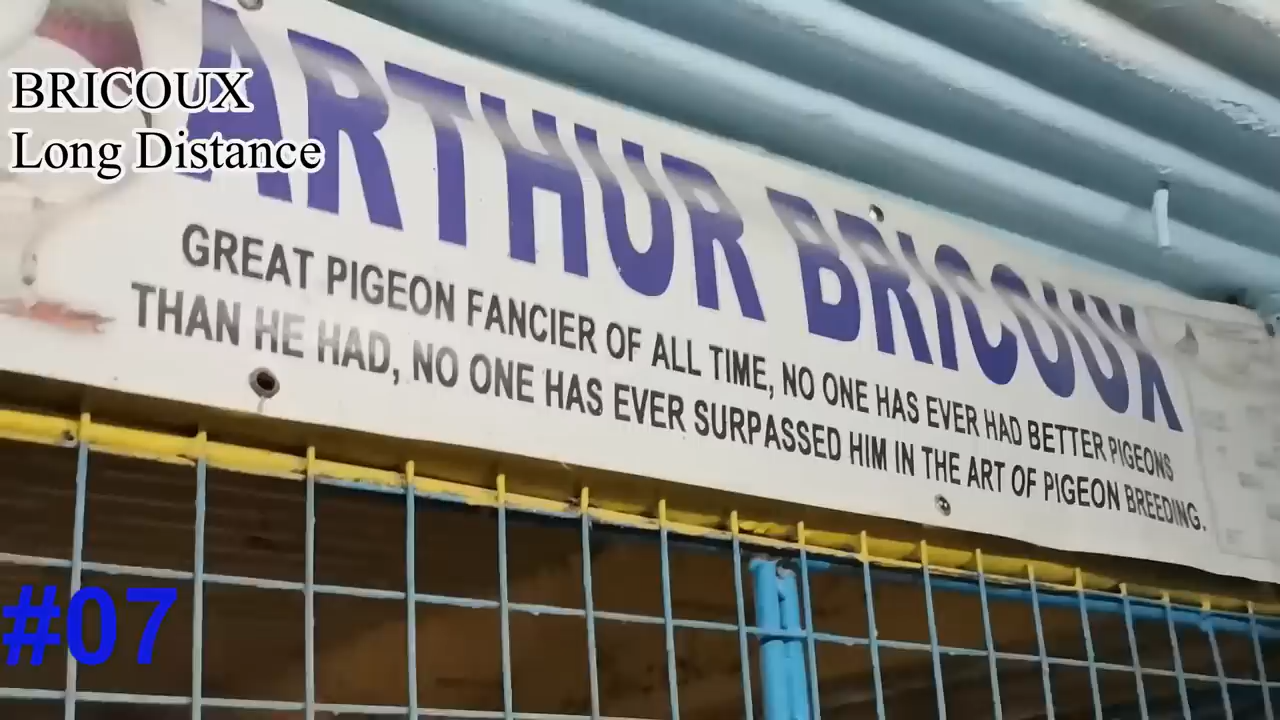 BRICOUX
Long Distance
ARTHUR BRICOUX
GREAT PIGEON FANCIER OF ALL TIME, NO ONE HAS EVER HAD BETTER PIGEONS
THAN HE HAD, NO ONE HAS EVER SURPASSED HIM IN THE ART OF PIGEON BREEDING.
#07